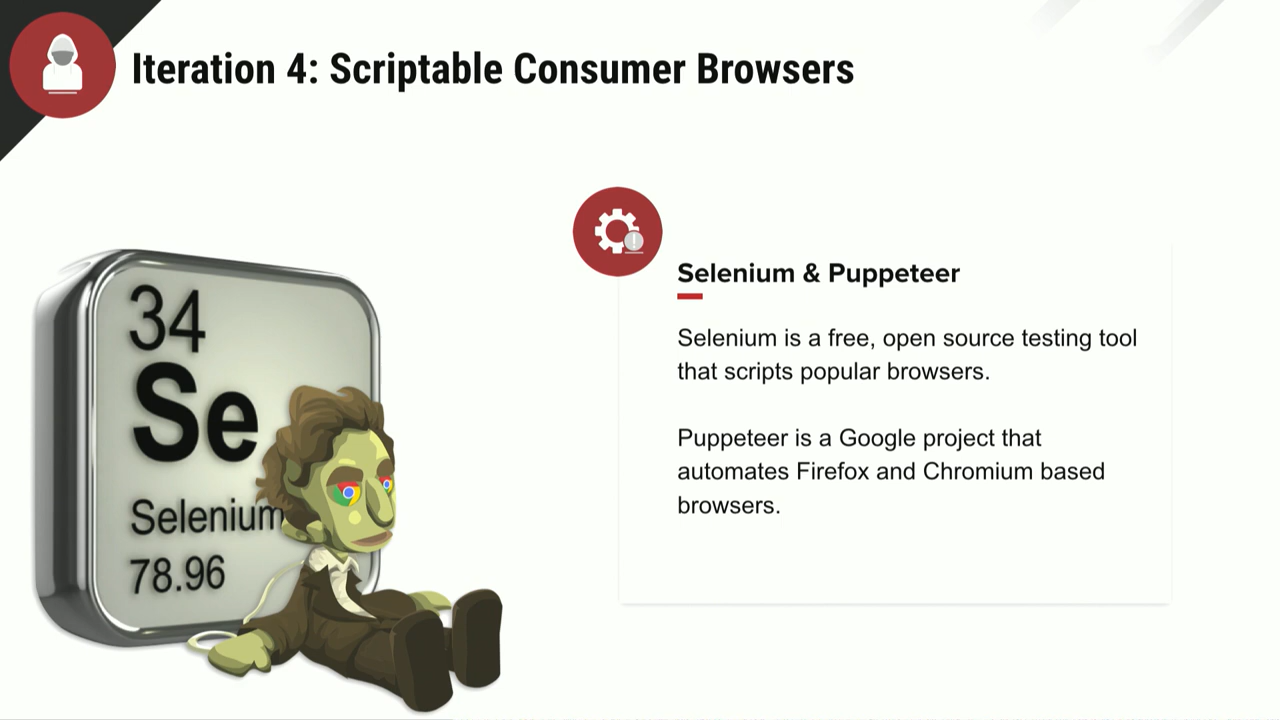 Iteration 4: Scriptable Consumer Browsers
34
Se
Selenium
78.96
Selenium & Puppeteer
Selenium is a free, open source testing tool
that scripts popular browsers.
Puppeteer is a Google project that
automates Firefox and Chromium based
browsers.